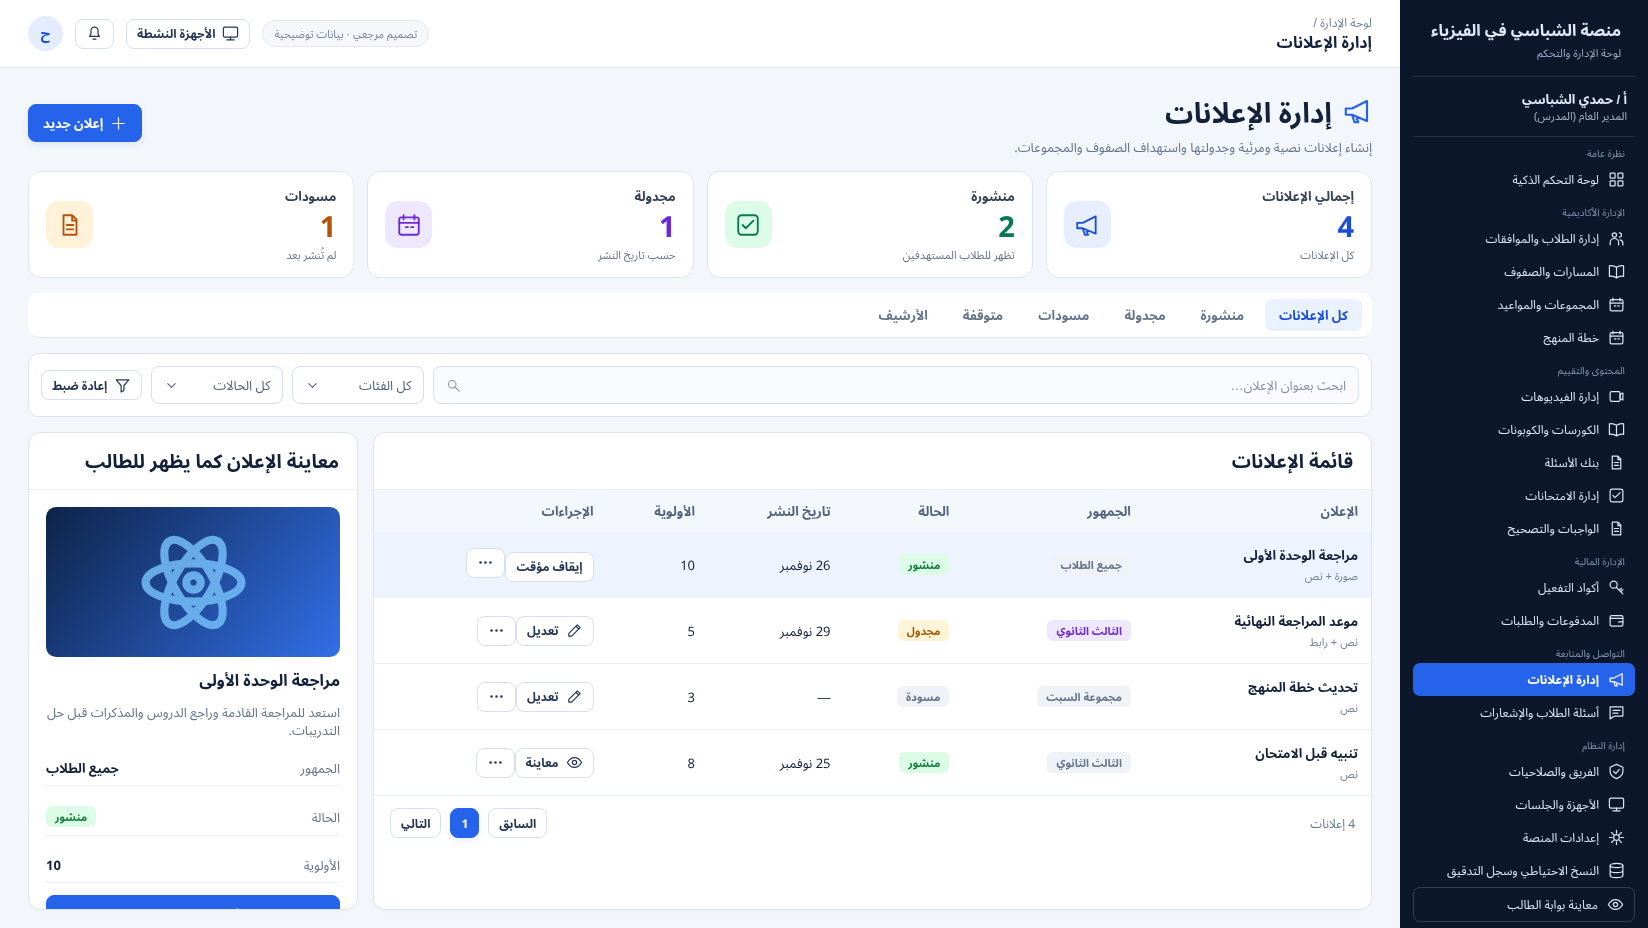 منصة الشباسي في الفيزياء
لوحة الإدارة والتحكم
أ / حمدي الشباسي
المدير العام (المدرس)
نظرة عامة
لوحة التحكم الذكية
الإدارة الأكاديمية
إدارة الطلاب والموافقات
المسارات والصفوف
المجموعات والمواعيد
خطة المنهج
المحتوى والتقييم
إدارة الفيديوهات
الكورسات والكوبونات
بنك الأسئلة
إدارة الامتحانات
الواجبات والتصحيح
الإدارة المالية
أكواد التفعيل
المدفوعات والطلبات
التواصل والمتابعة
إدارة الإعلانات
أسئلة الطلاب والإشعارات
إدارة النظام
الفريق والصلاحيات
الأجهزة والجلسات
إعدادات المنصة
النسخ الاحتياطي وسجل التدقيق
معاينة بوابة الطالب
لوحة الإدارة /
إدارة الإعلانات
تصميم مرجعي · بيانات توضيحية
الأجهزة النشطة
ح
إدارة الإعلانات
إنشاء إعلانات نصية ومرئية وجدولتها واستهداف الصفوف والمجموعات.
إعلان جديد
إجمالي الإعلانات
4
كل الإعلانات
منشورة
2
تظهر للطلاب المستهدفين
مجدولة
1
حسب تاريخ النشر
مسودات
1
لم تُنشر بعد
كل الإعلانات منشورة مجدولة مسودات متوقفة الأرشيف
ابحث بعنوان الإعلان... كل الفئات كل الحالات إعادة ضبط
قائمة الإعلانات
الإعلان الجمهور الحالة تاريخ النشر الأولوية الإجراءات
مراجعة الوحدة الأولى
صورة + نص
جميع الطلاب منشور 26 نوفمبر 10 إيقاف مؤقت ...
موعد المراجعة النهائية
نص + رابط
الثالث الثانوي مجدول 29 نوفمبر 5 تعديل ...
تحديث خطة المنهج
نص
مجموعة السبت مسودة — 3 تعديل ...
تنبيه قبل الامتحان
نص
الثالث الثانوي منشور 25 نوفمبر 8 معاينة ...
4 إعلانات السابق 1 التالي
معاينة الإعلان كما يظهر للطالب
مراجعة الوحدة الأولى
استعد للمراجعة القادمة وراجع الدروس والمذكرات قبل حل
التدريبات.
الجمهور جميع الطلاب
الحالة منشور
الأولوية 10